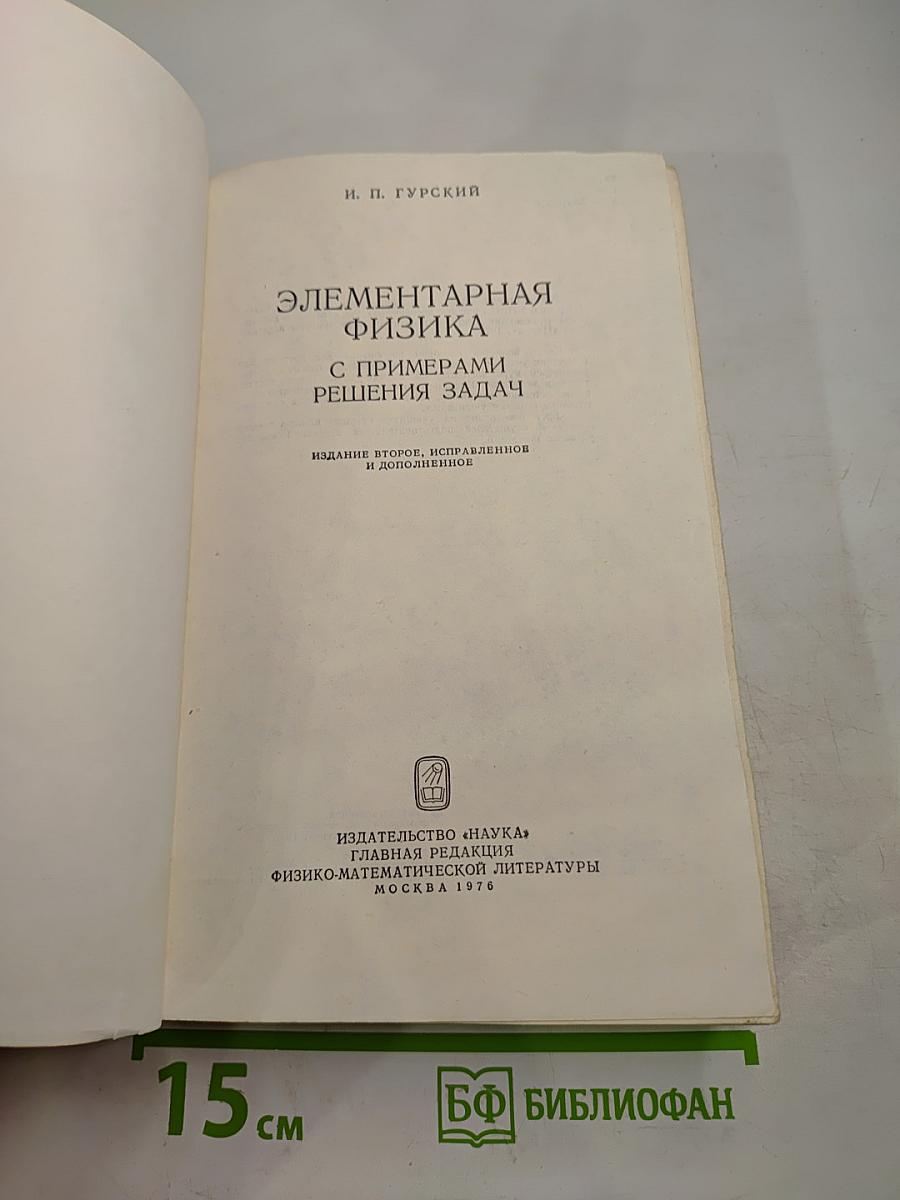 И. П. ГУРСКИЙ
ЭЛЕМЕНТАРНАЯ
ФИЗИКА
С ПРИМЕРАМИ
РЕШЕНИЯ ЗАДАЧ
ИЗДАНИЕ ВТОРОЕ, ИСПРАВЛЕННОЕ
И ДОПОЛНЕННОЕ
ИЗДАТЕЛЬСТВО «НАУКА»
ГЛАВНАЯ РЕДАКЦИЯ
ФИЗИКО-МАТЕМАТИЧЕСКОЙ ЛИТЕРАТУРЫ
МОСКВА 1976
15 см
БФ БИБЛИОФАН